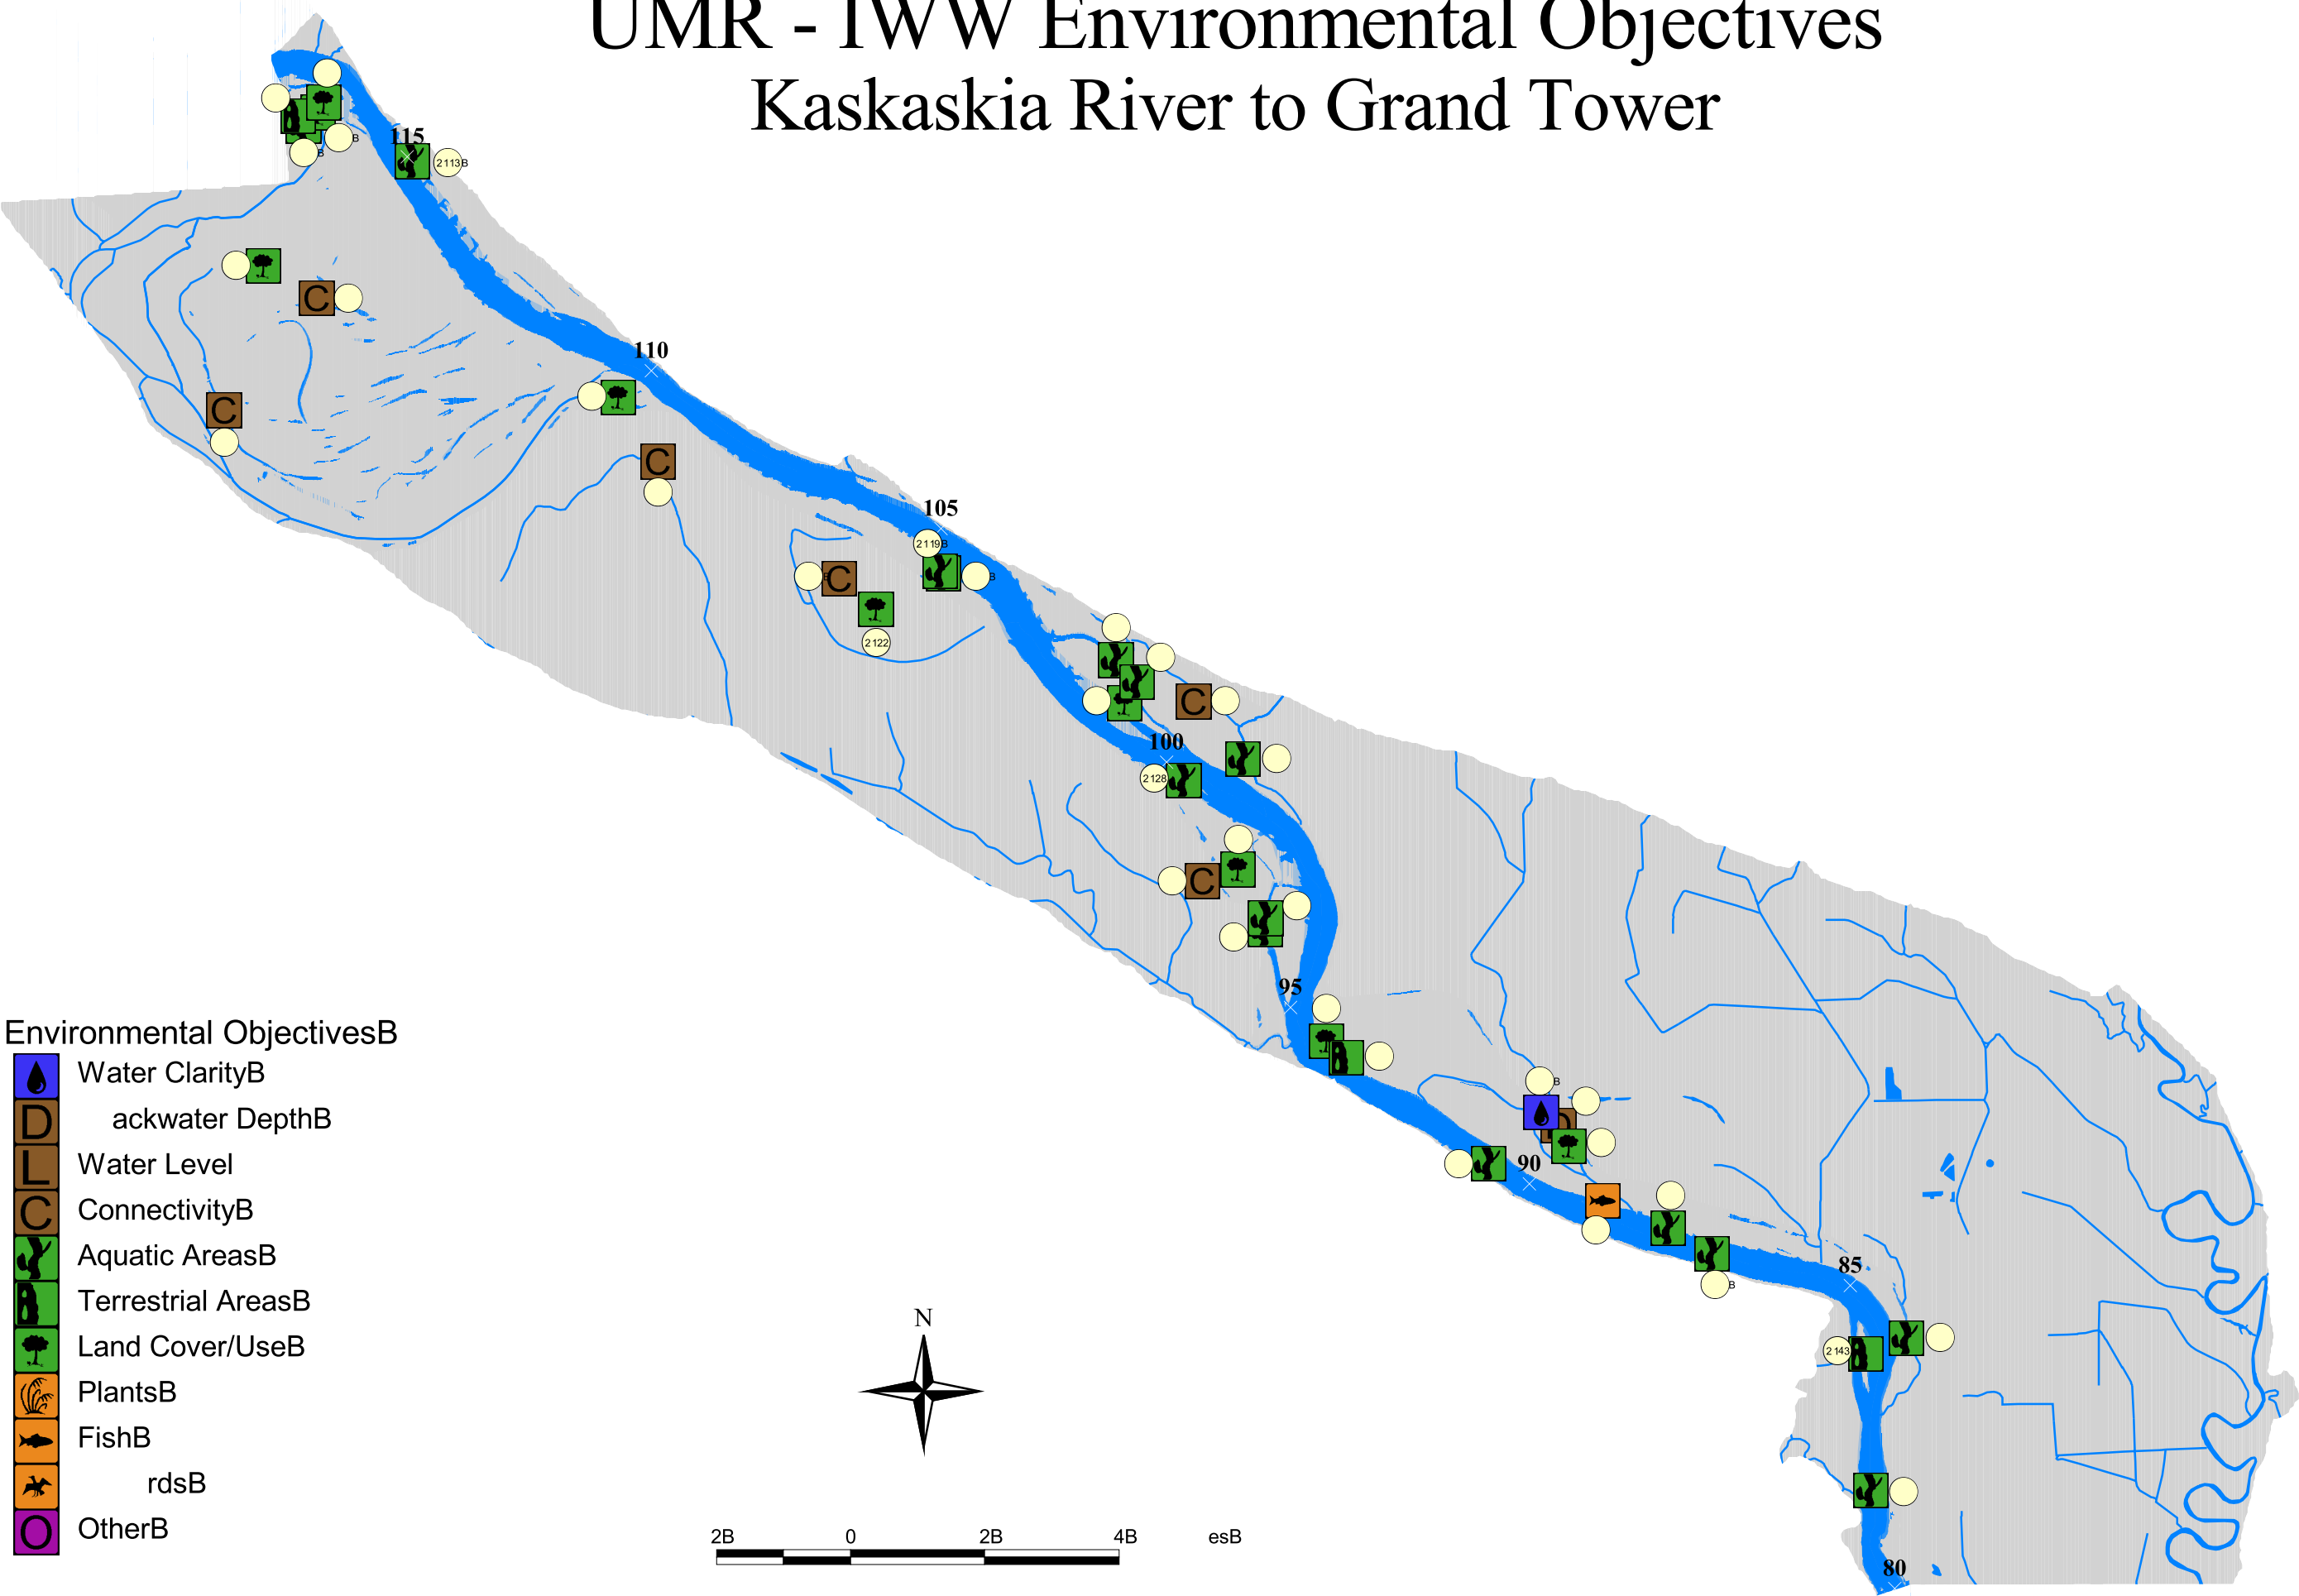 UMR - IWW Environmental Objectives
Kaskaskia River to Grand Tower
B
B
115
2113B
110
105
2119B
B
B
C
C
C
C
2122
C
100
2128
C
95
B
D
90
B
85
2143
80
Environmental ObjectivesB
Water ClarityB
D ackwater DepthB
L Water Level
C ConnectivityB
Aquatic AreasB
Terrestrial AreasB
Land Cover/UseB
PlantsB
FishB
rdsB
O OtherB
N
2B 0 2B 4B esB